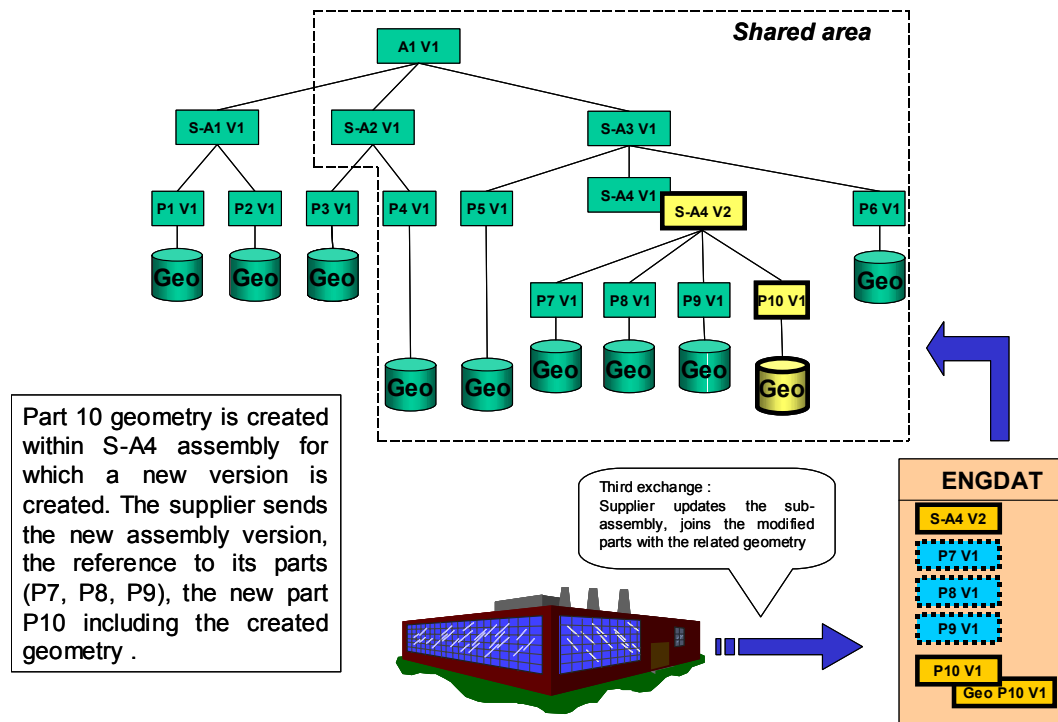 Shared area
A1 V1
S-A1 V1
S-A2 V1
S-A3 V1
S-A4 V1
S-A4 V2
P1 V1
P2 V1
P3 V1
P4 V1
P5 V1
P6 V1
Geo
Geo
Geo
Geo
P7 V1
P8 V1
P9 V1
P10 V1
Geo
Geo
Geo
Geo
Geo
Geo
Part 10 geometry is created
within S-A4 assembly for
which a new version is
created. The supplier sends
the new assembly version,
the reference to its parts
(P7, P8, P9), the new part
P10 including the created
geometry .
Third exchange :
Supplier updates the sub-
assembly, joins the modified
parts with the related geometry
ENGDAT
S-A4 V2
P7 V1
P8 V1
P9 V1
P10 V1
Geo P10 V1